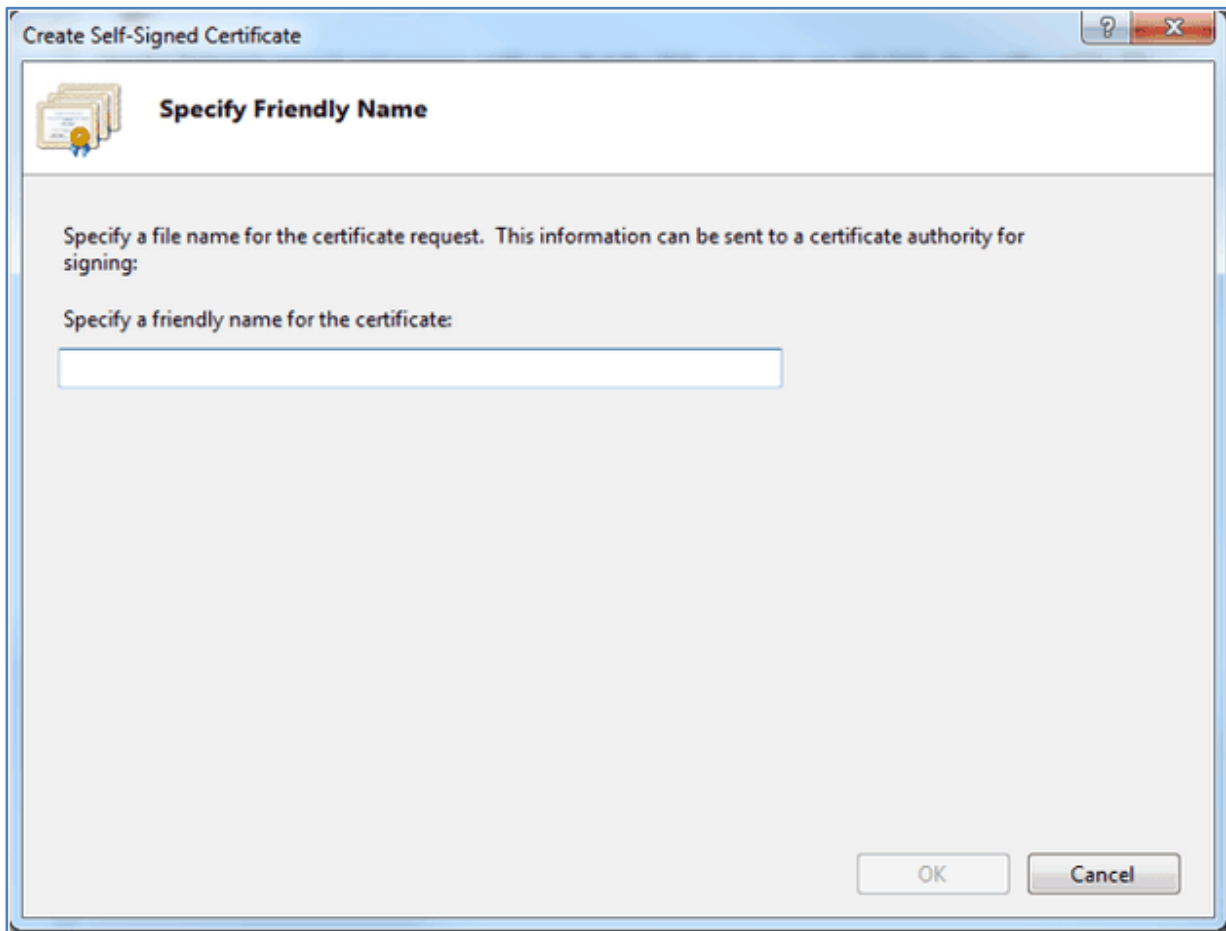 Create Self-Signed Certificate
?
X
Specify Friendly Name
Specify a file name for the certificate request.  This information can be sent to a certificate authority for
signing:
Specify a friendly name for the certificate:
OK
Cancel